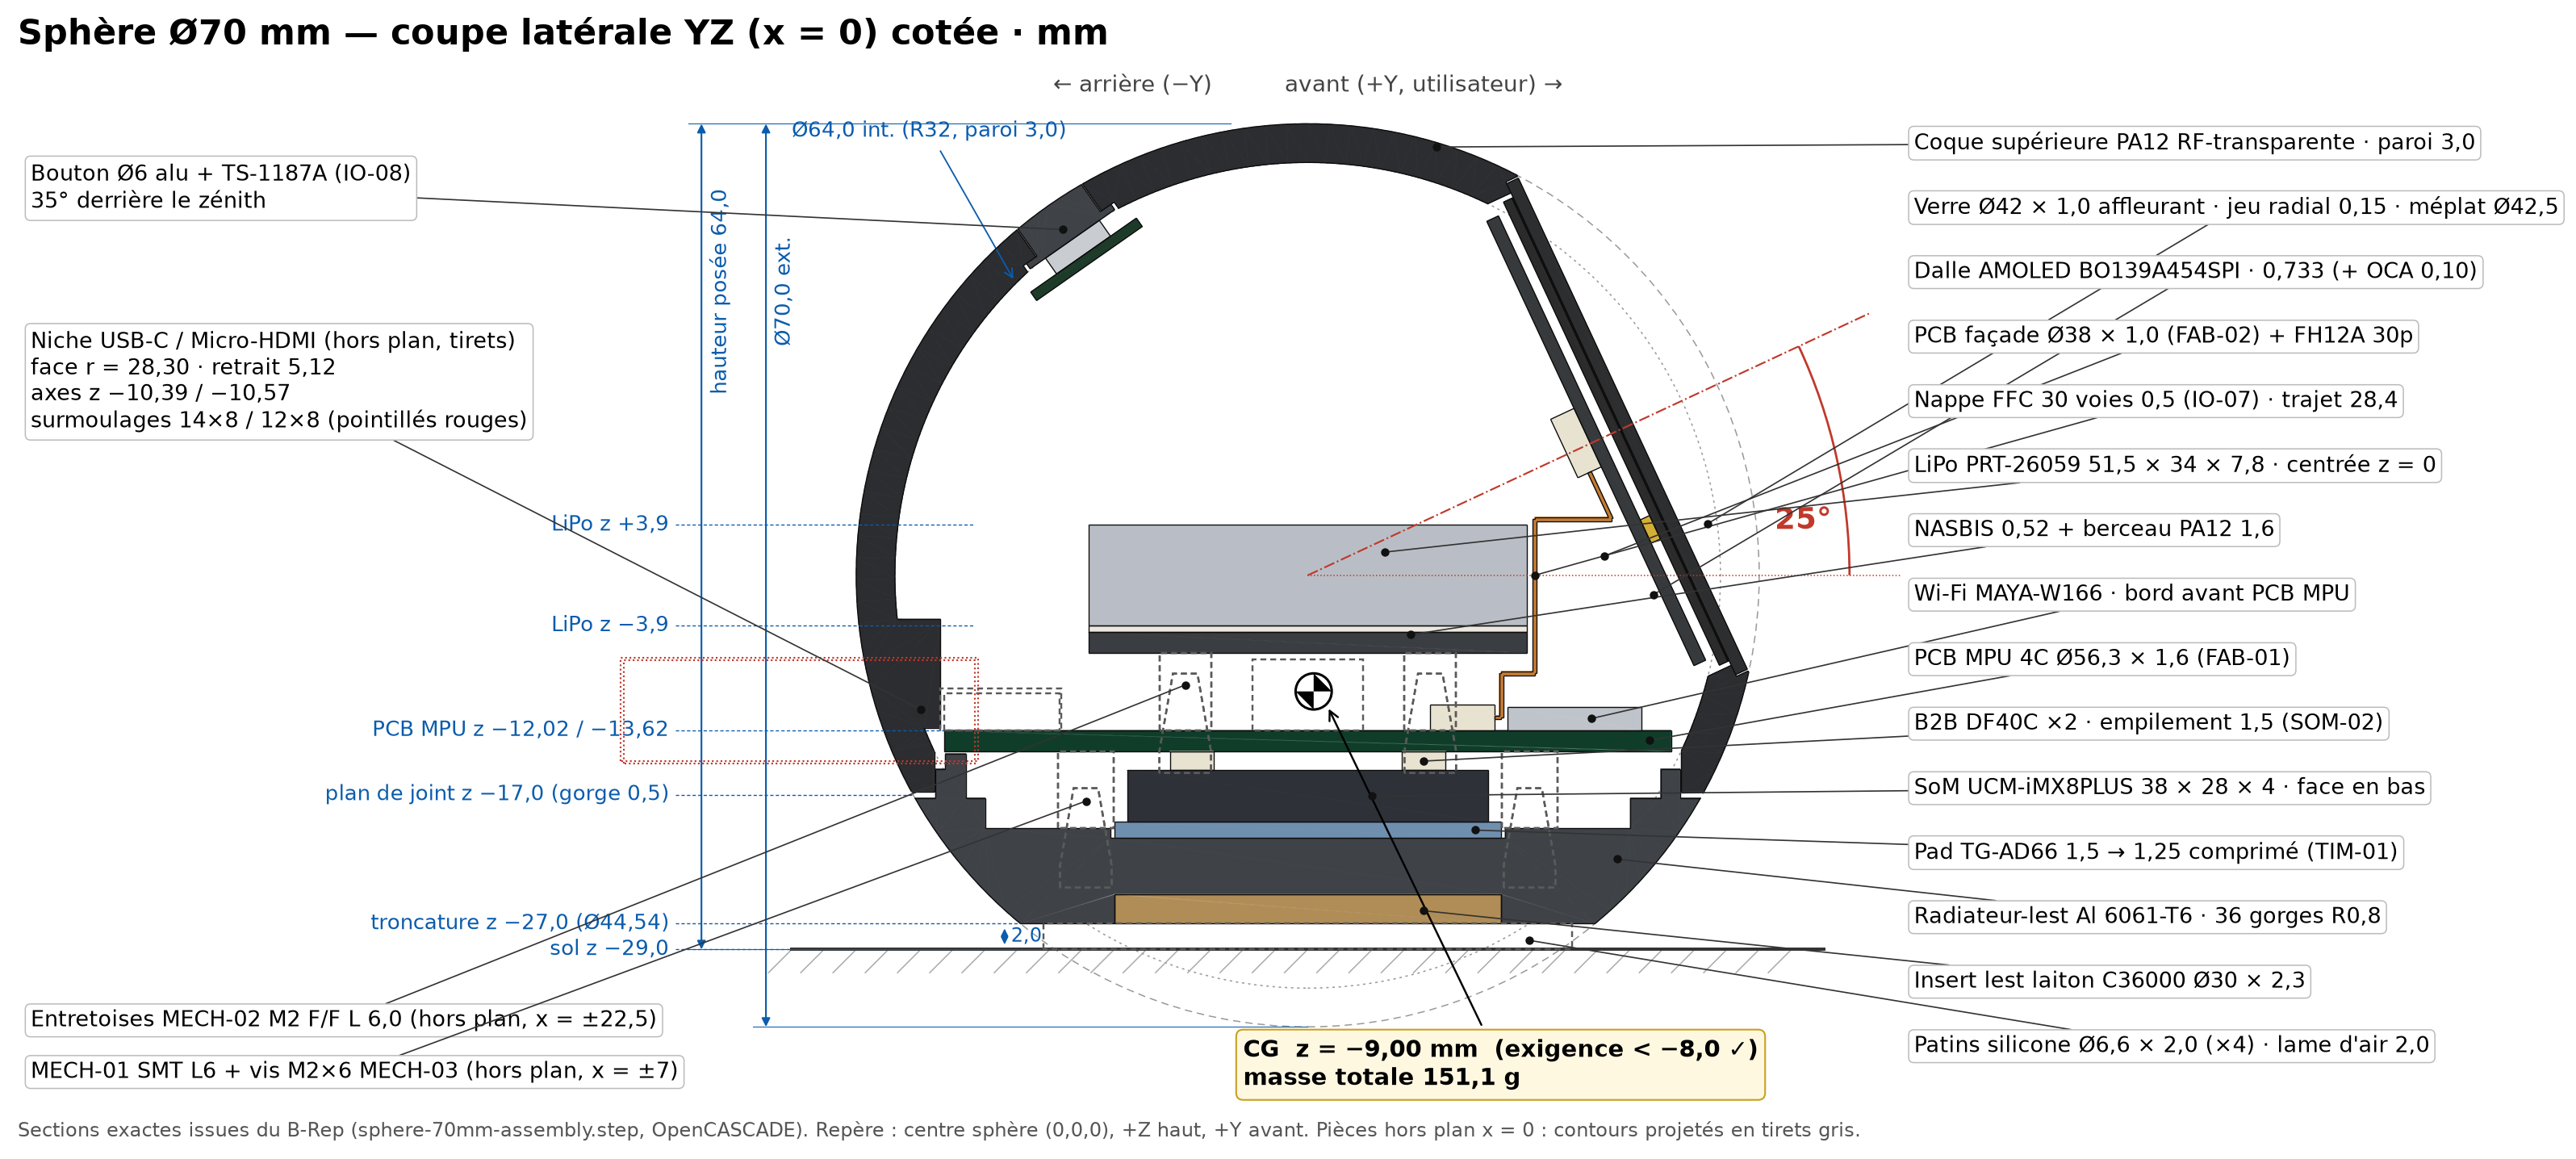 Sphère Ø70 mm — coupe latérale YZ (x = 0) cotée · mm
← arrière (−Y)
avant (+Y, utilisateur) →
Ø64,0 int. (R32, paroi 3,0)
hauteur posée 64,0
Ø70,0 ext.
Bouton Ø6 alu + TS-1187A (IO-08)
35° derrière le zénith
Niche USB-C / Micro-HDMI (hors plan, tirets)
face r = 28,30 · retrait 5,12
axes z −10,39 / −10,57
surmoulages 14×8 / 12×8 (pointillés rouges)
LiPo z +3,9
LiPo z −3,9
PCB MPU z −12,02 / −13,62
plan de joint z −17,0 (gorge 0,5)
troncature z −27,0 (Ø44,54)
sol z −29,0
2,0
25°
Entretoises MECH-02 M2 F/F L 6,0 (hors plan, x = ±22,5)
MECH-01 SMT L6 + vis M2×6 MECH-03 (hors plan, x = ±7)
Coque supérieure PA12 RF-transparente · paroi 3,0
Verre Ø42 × 1,0 affleurant · jeu radial 0,15 · méplat Ø42,5
Dalle AMOLED BO139A454SPI · 0,733 (+ OCA 0,10)
PCB façade Ø38 × 1,0 (FAB-02) + FH12A 30p
Nappe FFC 30 voies 0,5 (IO-07) · trajet 28,4
LiPo PRT-26059 51,5 × 34 × 7,8 · centrée z = 0
NASBIS 0,52 + berceau PA12 1,6
Wi-Fi MAYA-W166 · bord avant PCB MPU
PCB MPU 4C Ø56,3 × 1,6 (FAB-01)
B2B DF40C ×2 · empilement 1,5 (SOM-02)
SoM UCM-iMX8PLUS 38 × 28 × 4 · face en bas
Pad TG-AD66 1,5 → 1,25 comprimé (TIM-01)
Radiateur-lest Al 6061-T6 · 36 gorges R0,8
Insert lest laiton C36000 Ø30 × 2,3
Patins silicone Ø6,6 × 2,0 (×4) · lame d'air 2,0
CG  z = −9,00 mm  (exigence < −8,0 ✓)
masse totale 151,1 g
Sections exactes issues du B-Rep (sphere-70mm-assembly.step, OpenCASCADE). Repère : centre sphère (0,0,0), +Z haut, +Y avant. Pièces hors plan x = 0 : contours projetés en tirets gris.